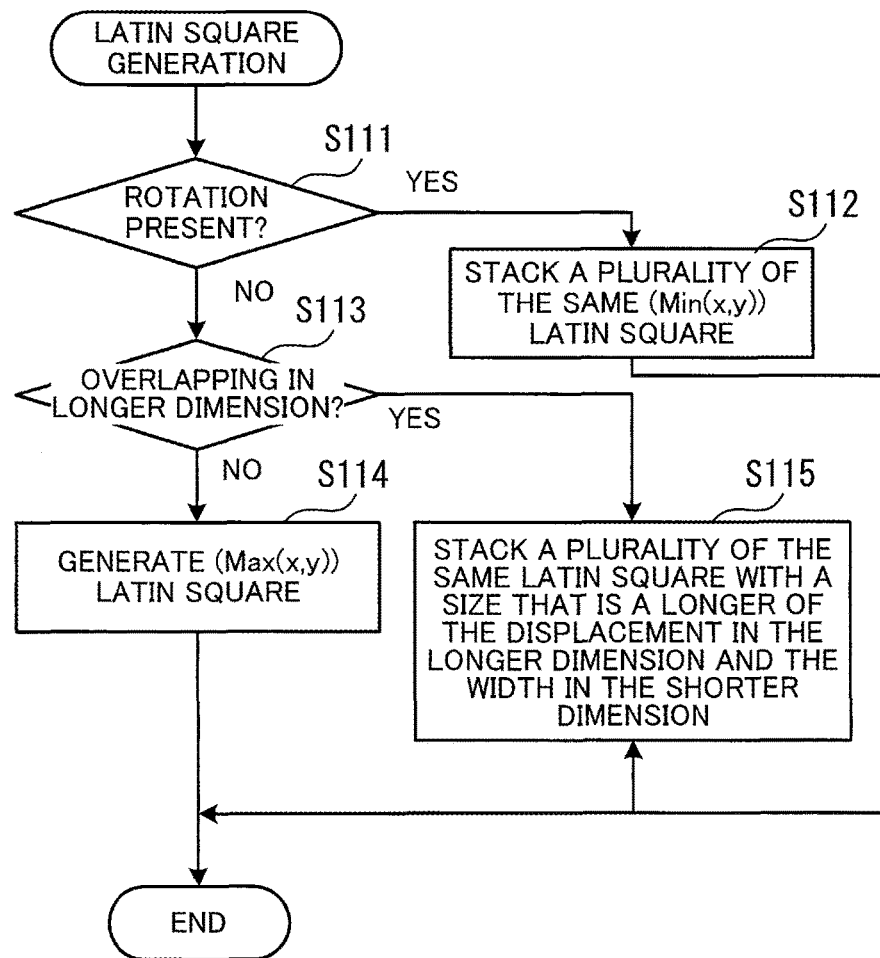 LATIN SQUARE
GENERATION
S111
ROTATION
PRESENT?
YES
S112
STACK A PLURALITY OF
THE SAME (Min(x,y))
LATIN SQUARE
NO
S113
OVERLAPPING IN
LONGER DIMENSION?
YES
NO
S114
GENERATE (Max(x,y))
LATIN SQUARE
S115
STACK A PLURALITY OF THE
SAME LATIN SQUARE WITH A
SIZE THAT IS A LONGER OF
THE DISPLACEMENT IN THE
LONGER DIMENSION AND THE
WIDTH IN THE SHORTER
DIMENSION
END